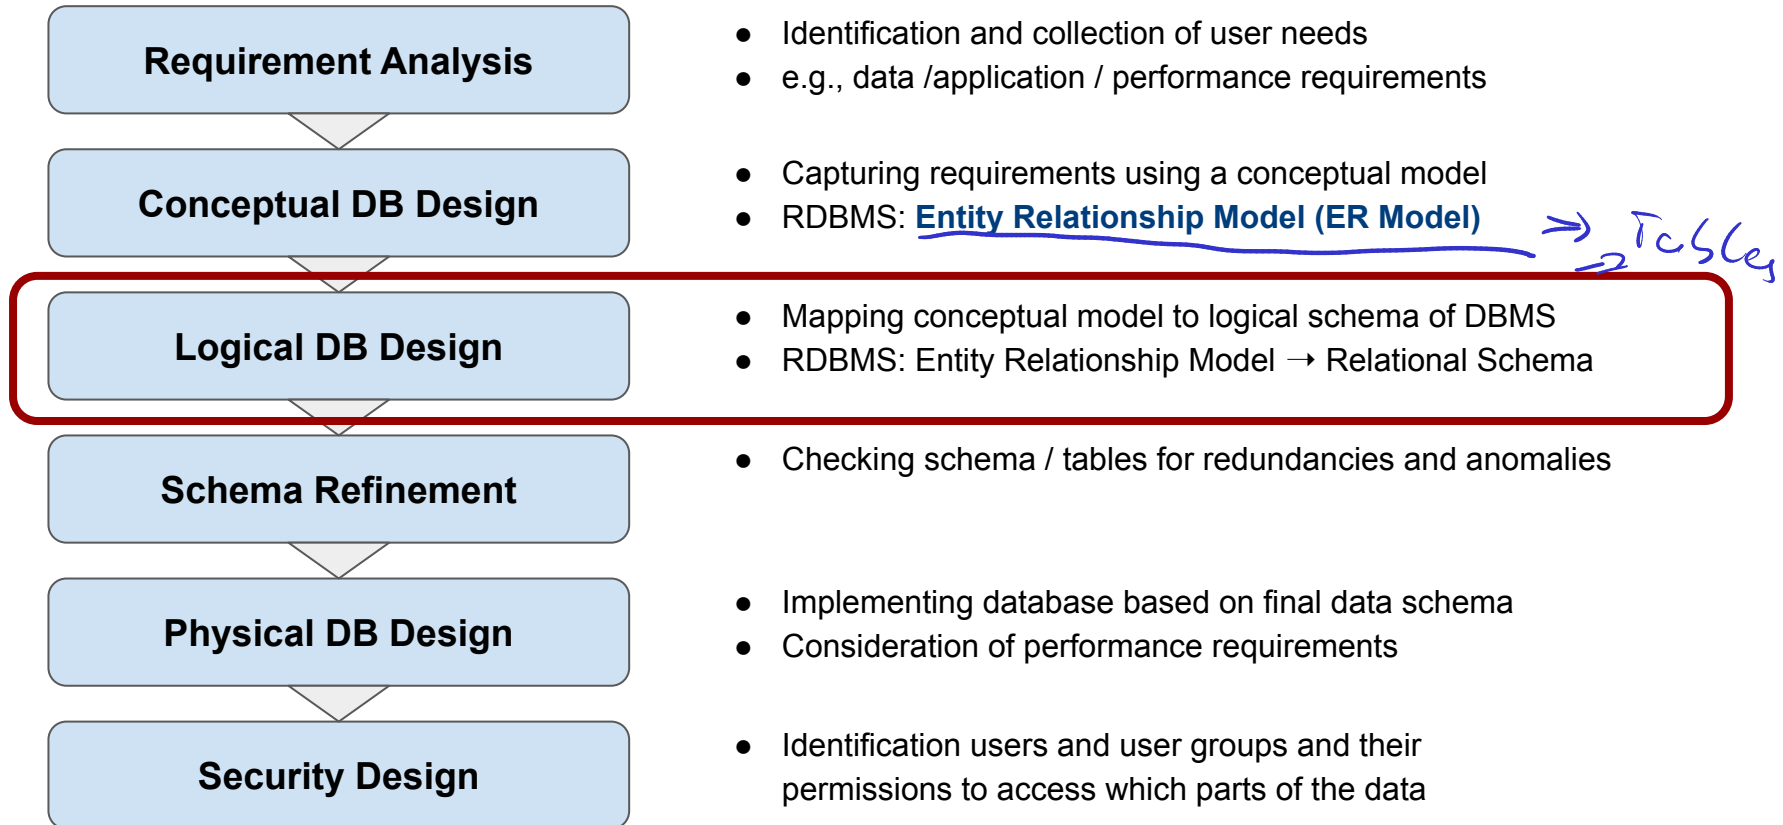 Requirement Analysis
● Identification and collection of user needs
● e.g., data /application / performance requirements
Conceptual DB Design
● Capturing requirements using a conceptual model
● RDBMS: Entity Relationship Model (ER Model)
⇒ Tables
Logical DB Design
● Mapping conceptual model to logical schema of DBMS
● RDBMS: Entity Relationship Model → Relational Schema
Schema Refinement
● Checking schema / tables for redundancies and anomalies
Physical DB Design
● Implementing database based on final data schema
● Consideration of performance requirements
Security Design
● Identification users and user groups and their
permissions to access which parts of the data